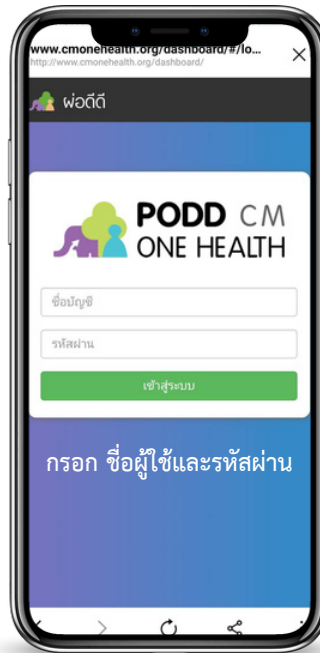 www.cmonehealth.org/dashboard/#/lo...
http://www.cmonehealth.org/dashboard/
ผ่อดีดี
PODD CM
ONE HEALTH
ชื่อบัญชี
รหัสผ่าน
เข้าสู่ระบบ
กรอก ชื่อผู้ใช้และรหัสผ่าน